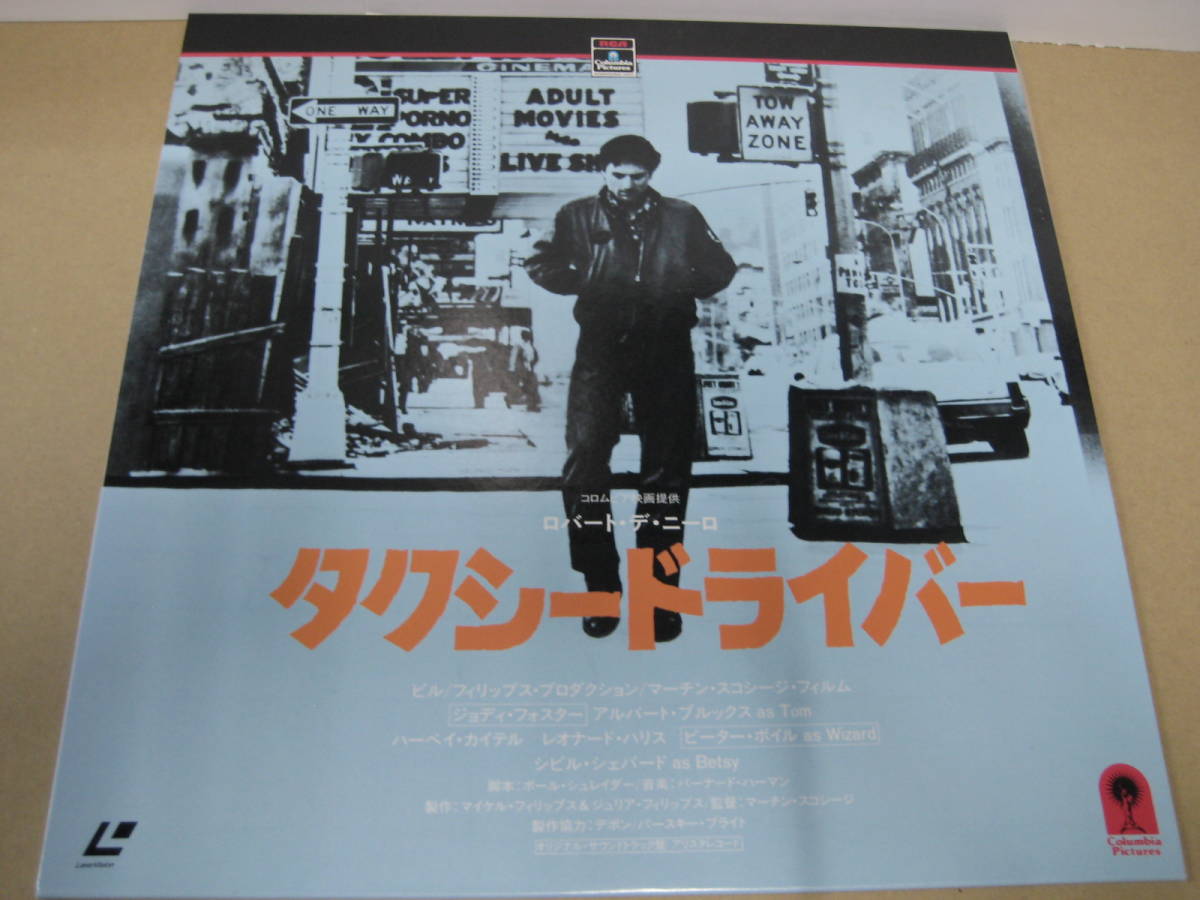 RCA
Columbia
Pictures
CINEMA
ONE WAY
SUPER
PORNO
COMBO
ADULT
MOVIES
LIVE SH
TOW
AWAY
ZONE
コロムビア映画提供
ロバート・デ・ニーロ
タクシードライバー
ビル/フィリップス・プロダクション/マーチン・スコシージ・フィルム
ジョディ・フォスター アルバート・ブルックス as Tom
ハーベイ・カイテル レオナード・ハリス ピーター・ボイル as Wizard
シビル・シェパード as Betsy
脚本:ポール・シュレイダー/音楽:バーナード・ハーマン
製作:マイケル・フィリップス&ジュリア・フィリップス/監督:マーチン・スコシージ
製作協力:デボン/パースキー・ブライト
オリジナル・サウンドトラック盤 アリスタレコード
LaserVision
Columbia
Pictures